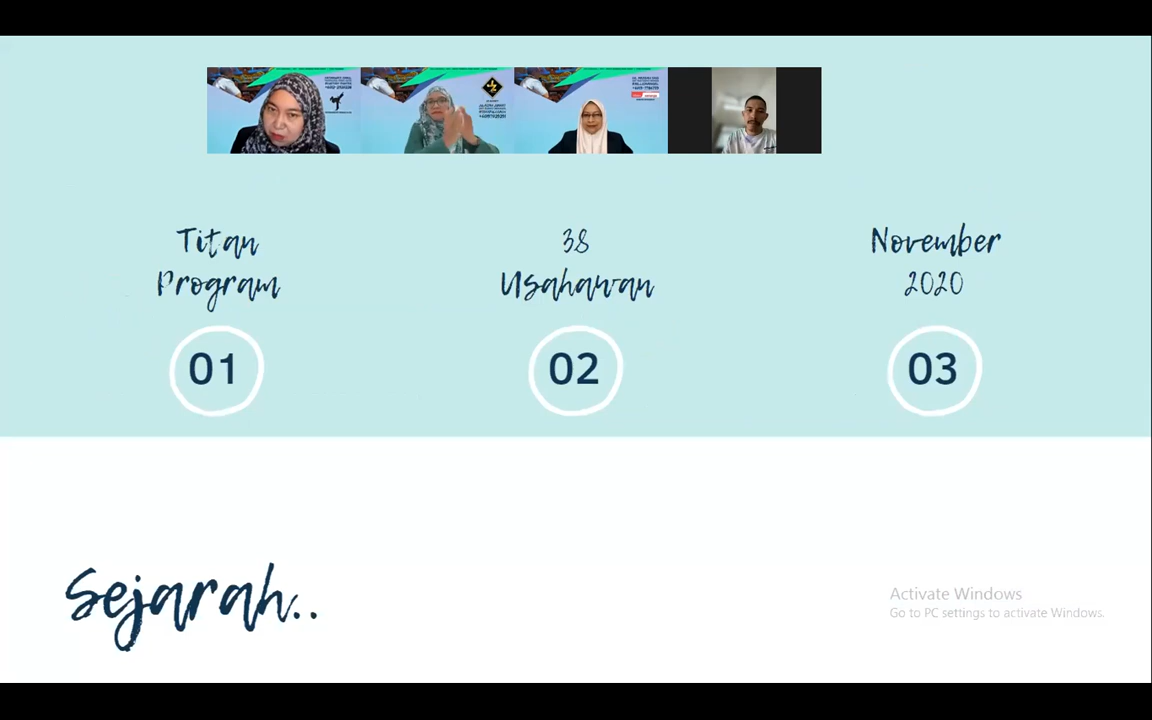 Titan
Program
01
38
Usahawan
02
November
2020
03
Sejarah..
Activate Windows
Go to PC settings to activate Windows.